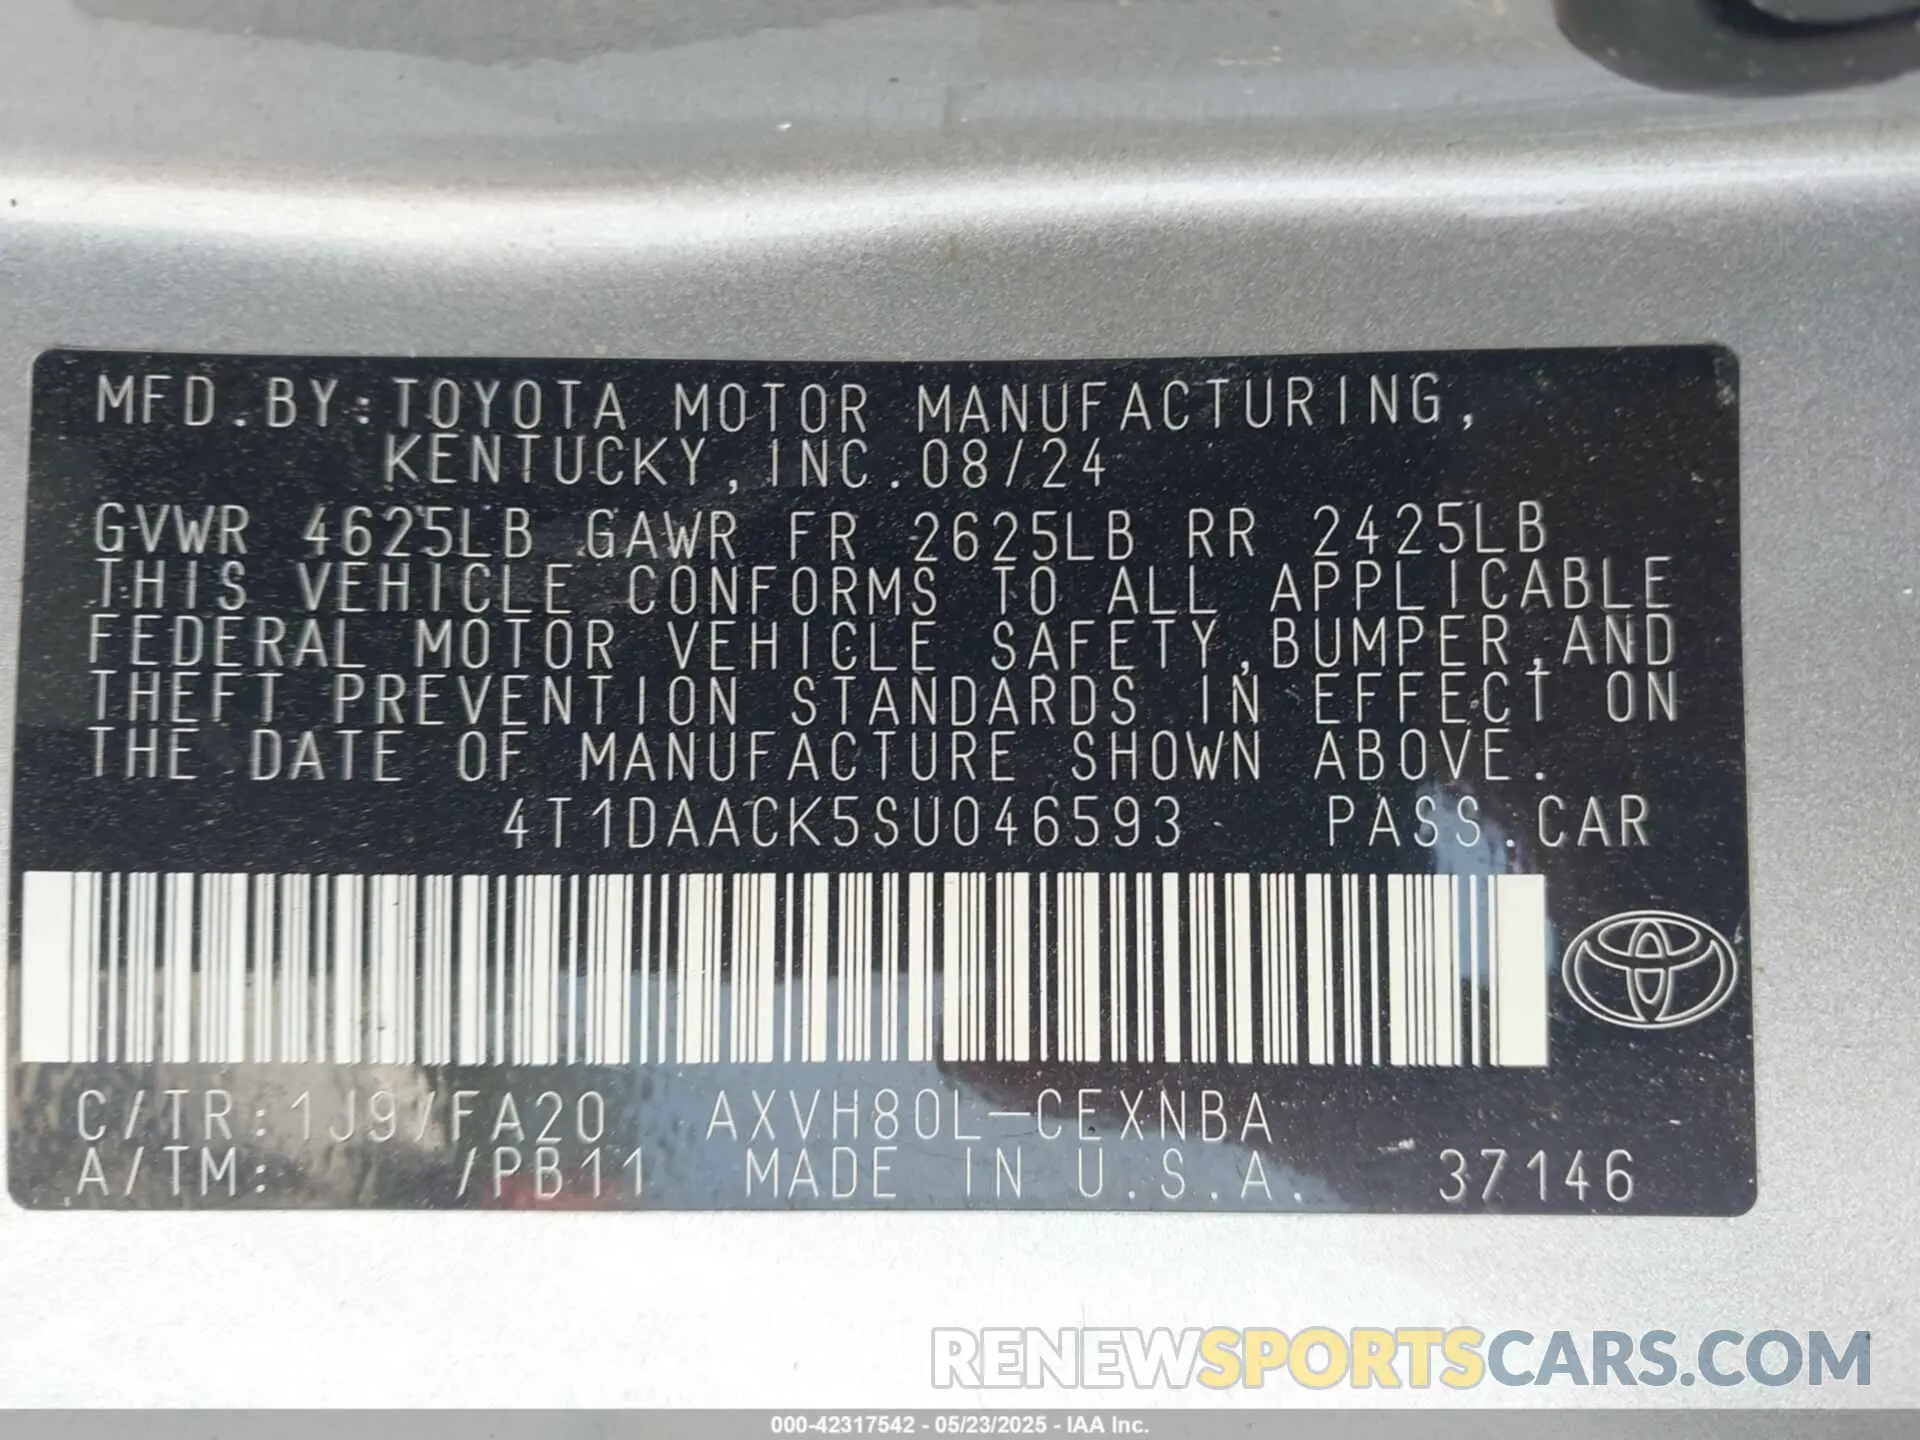 MFD.BY:TOYOTA MOTOR MANUFACTURING,
KENTUCKY,INC.08/24
GVWR 4625LB GAWR FR 2625LB RR 2425LB
THIS VEHICLE CONFORMS TO ALL APPLICABLE
FEDERAL MOTOR VEHICLE SAFETY,BUMPER,AND
THEFT PREVENTION STANDARDS IN EFFECT ON
THE DATE OF MANUFACTURE SHOWN ABOVE.
4T1DAACK5SU046593 PASS.CAR
C/TR:1J9/FA20 AXVH80L-CEXNBA
A/TM: /PB11 MADE IN U.S.A. 37146
RENEWSPORTSCARS.COM
000-42317542 - 05/23/2025 - IAA Inc.